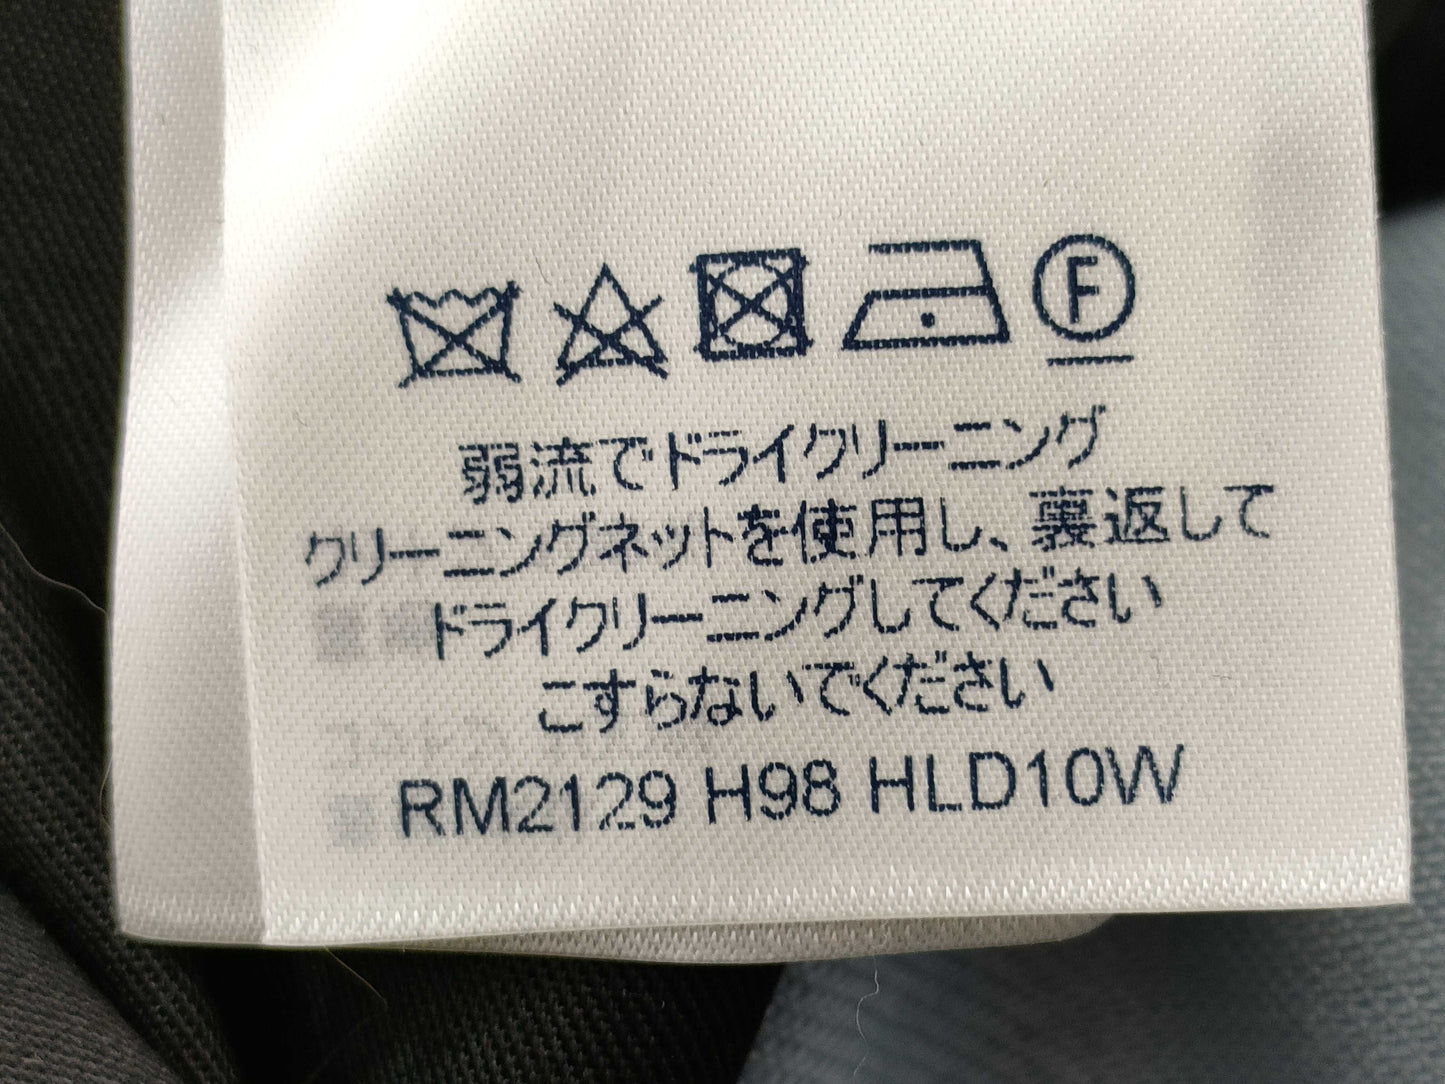 F
弱流でドライクリーニング
クリーニングネットを使用し、裏返して
ドライクリーニングしてください
こすらないでください
RM2129 H98 HLD10W